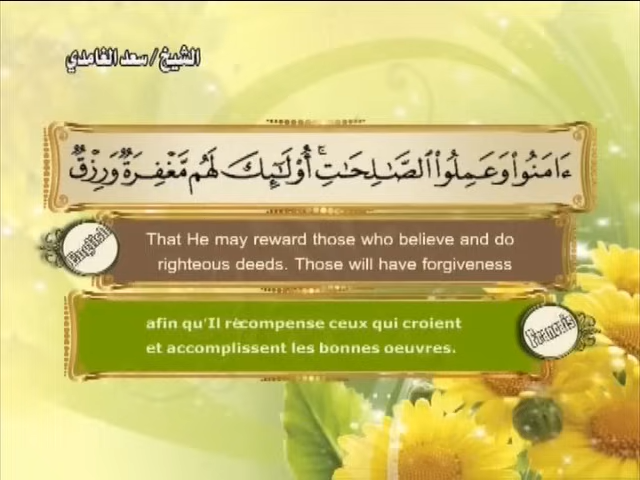 الشيخ / سعد الغامدي
ءَامَنُوا۟ وَعَمِلُوا۟ ٱلصَّـٰلِحَـٰتِ ۚ أُو۟لَـٰٓئِكَ لَهُم مَّغْفِرَةٌ وَرِزْقٌ
English
That He may reward those who believe and do
righteous deeds. Those will have forgiveness
afin qu'Il récompense ceux qui croient
Francais
et accomplissent les bonnes oeuvres.